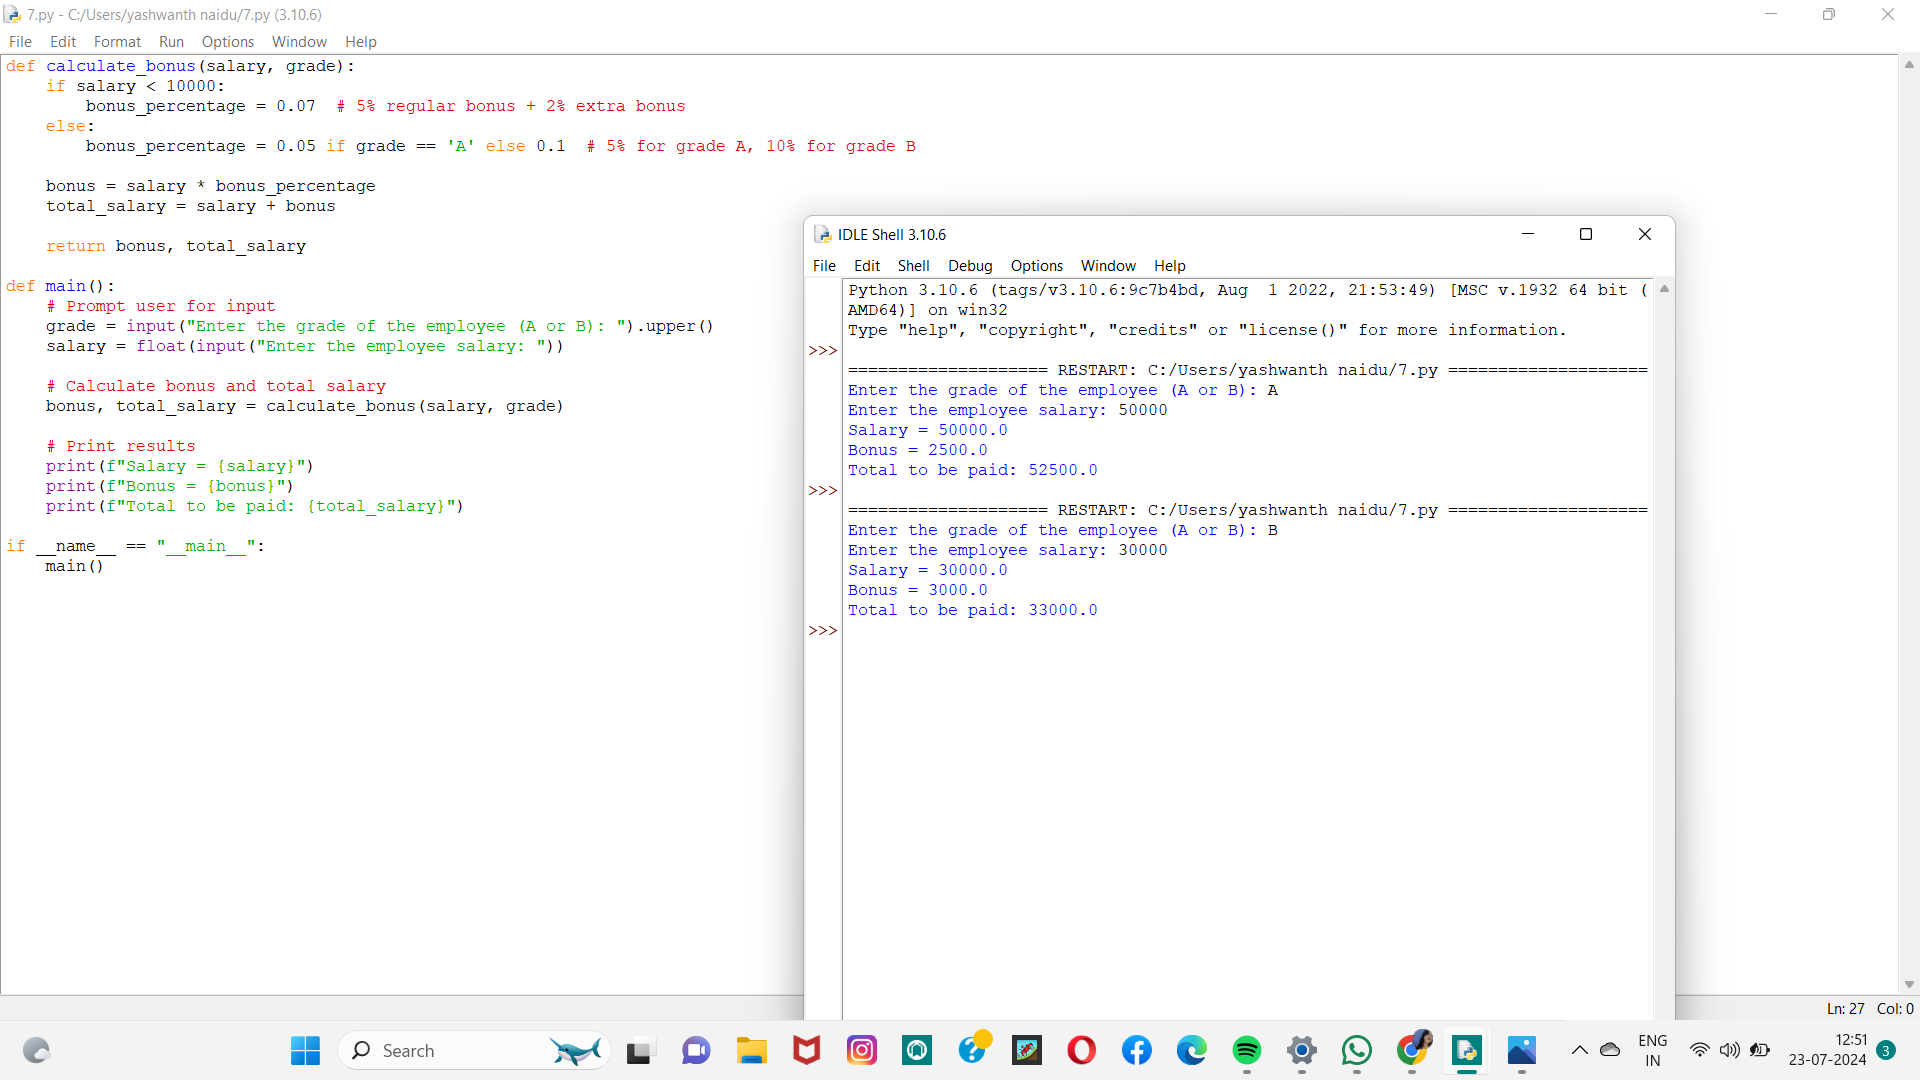 7.py - C:/Users/yashwanth naidu/7.py (3.10.6)
File Edit Format Run Options Window Help
def calculate_bonus(salary, grade):
    if salary < 10000:
        bonus_percentage = 0.07  # 5% regular bonus + 2% extra bonus
    else:
        bonus_percentage = 0.05 if grade == 'A' else 0.1  # 5% for grade A, 10% for grade B
    bonus = salary * bonus_percentage
    total_salary = salary + bonus
    return bonus, total_salary
def main():
    # Prompt user for input
    grade = input("Enter the grade of the employee (A or B): ").upper()
    salary = float(input("Enter the employee salary: "))
    # Calculate bonus and total salary
    bonus, total_salary = calculate_bonus(salary, grade)
    # Print results
    print(f"Salary = {salary}")
    print(f"Bonus = {bonus}")
    print(f"Total to be paid: {total_salary}")
if __name__ == "__main__":
    main()
IDLE Shell 3.10.6
File Edit Shell Debug Options Window Help
Python 3.10.6 (tags/v3.10.6:9c7b4bd, Aug  1 2022, 21:53:49) [MSC v.1932 64 bit (
AMD64)] on win32
Type "help", "copyright", "credits" or "license()" for more information.
>>>
==================== RESTART: C:/Users/yashwanth naidu/7.py ====================
Enter the grade of the employee (A or B): A
Enter the employee salary: 50000
Salary = 50000.0
Bonus = 2500.0
Total to be paid: 52500.0
>>>
==================== RESTART: C:/Users/yashwanth naidu/7.py ====================
Enter the grade of the employee (A or B): B
Enter the employee salary: 30000
Salary = 30000.0
Bonus = 3000.0
Total to be paid: 33000.0
>>>
Ln: 27 Col: 0
Search
ENG
IN
12:51
23-07-2024
3